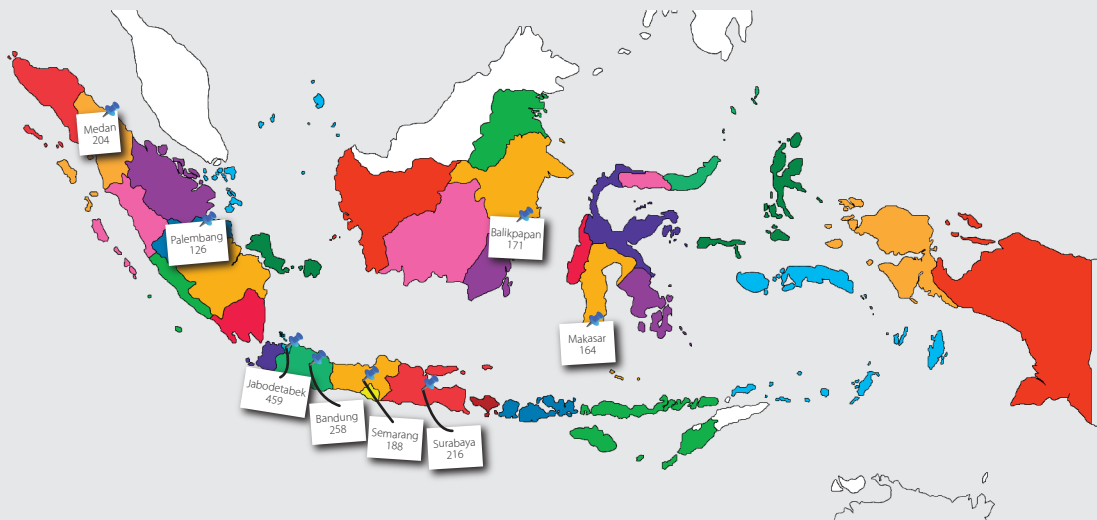 Medan
204
Palembang
126
Balikpapan
171
Makasar
164
Jabodetabek
459
Bandung
258
Semarang
188
Surabaya
216